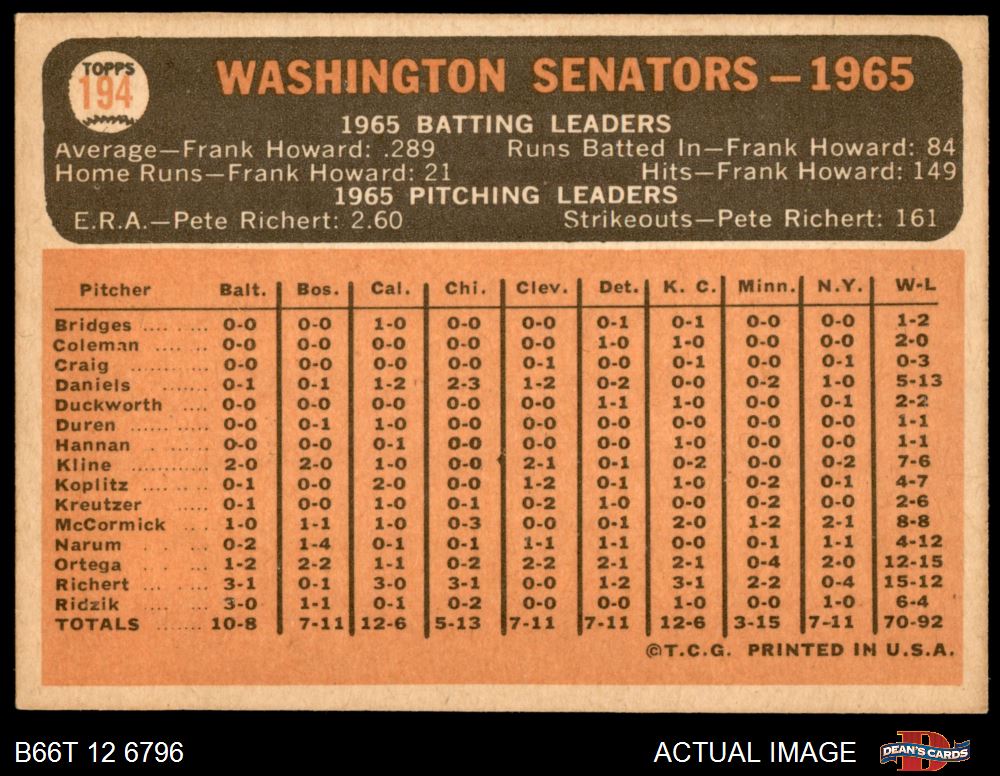 TOPPS
194
WASHINGTON SENATORS — 1965
1965 BATTING LEADERS
Average—Frank Howard: .289 Runs Batted In—Frank Howard: 84
Home Runs—Frank Howard: 21 Hits—Frank Howard: 149
1965 PITCHING LEADERS
E.R.A.—Pete Richert: 2.60 Strikeouts—Pete Richert: 161
Pitcher Balt. Bos. Cal. Chi. Clev. Det. K. C. Minn. N.Y. W-L
Bridges .... ....... 0-0 0-0 1-0 0-0 0-0 0-1 0-1 0-0 0-0 1-2
Coleman .... ... 0-0 0-0 0-0 0-0 0-0 1-0 1-0 0-0 0-0 2-0
Craig ............. 0-0 0-0 0-0 0-0 0-1 0-0 0-1 0-0 0-1 0-3
Daniels ....... 0-1 0-1 1-2 2-3 1-2 0-2 0-0 0-2 1-0 5-13
Duckworth .... 0-0 0-0 0-0 0-0 0-0 1-1 1-0 0-0 0-1 2-2
Duren .... .... 0-0 0-1 1-0 0-0 0-0 0-0 0-0 0-0 0-0 1-1
Hannan .... ... 0-0 0-0 0-1 0-0 0-0 0-0 1-0 0-0 0-0 1-1
Kline ............ 2-0 2-0 1-0 0-0 2-1 0-1 0-2 0-0 0-2 7-6
Koplitz .... ..... 0-1 0-0 2-0 0-0 1-2 0-1 1-0 0-2 0-1 4-7
Kreutzer .... ... 0-1 0-0 1-0 0-1 0-2 1-0 0-0 0-2 0-0 2-6
McCormick ... 1-0 1-1 1-0 0-3 0-0 0-1 2-0 1-2 2-1 8-8
Narum .. . ... 0-2 1-4 0-1 0-1 1-1 1-1 0-0 0-1 1-1 4-12
Ortega .. . ... 1-2 2-2 1-1 0-2 2-2 2-1 2-1 0-4 2-0 12-15
Richert .... ... 3-1 0-1 3-0 3-1 0-0 1-2 3-1 2-2 0-4 15-12
Ridzik .... ... 3-0 1-1 0-1 0-2 0-0 0-0 1-0 0-0 1-0 6-4
TOTALS ....... 10-8 7-11 12-6 5-13 7-11 7-11 12-6 3-15 7-11 70-92
©T.C.G. PRINTED IN U.S.A.
B66T 12 6796 ACTUAL IMAGE DEAN'S CARDS